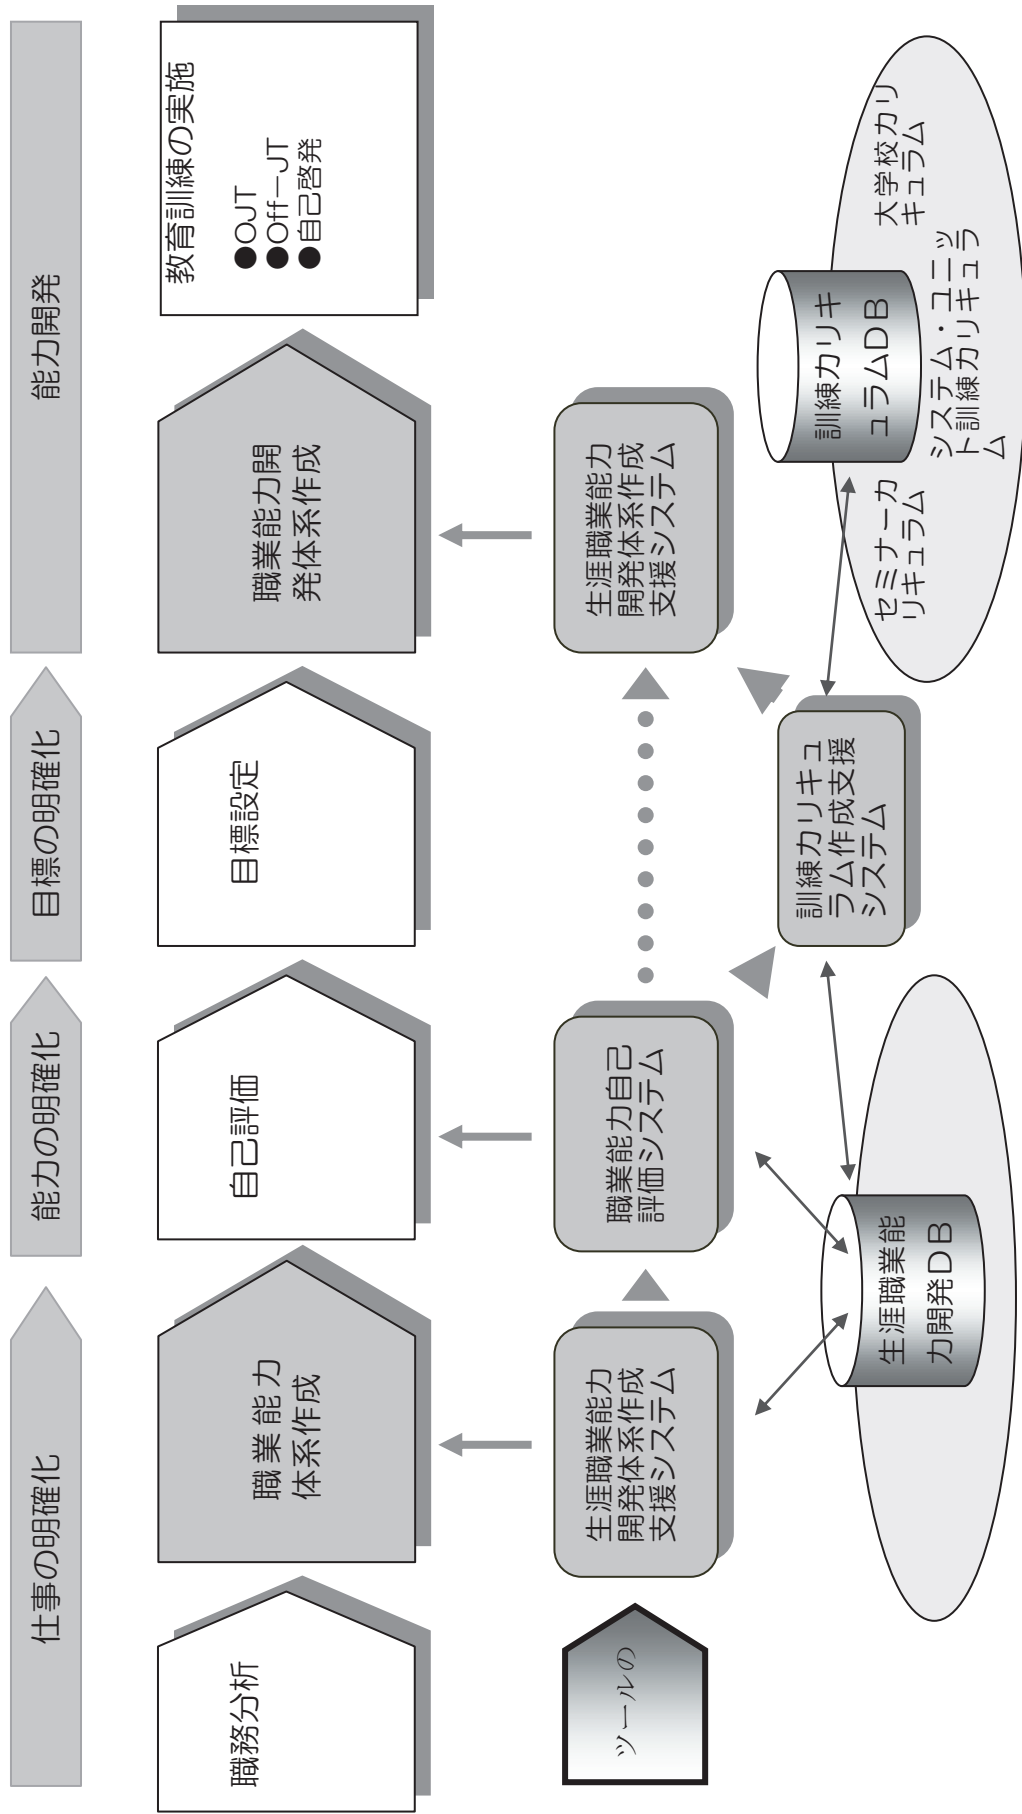 仕事の明確化
能力の明確化
目標の明確化
能力開発
職務分析
職業能力
体系作成
自己評価
目標設定
職業能力開
発体系作成
教育訓練の実施
●OJT
●Off－JT
●自己啓発
ツールの
生涯職業能力
開発体系作成
支援システム
職業能力自己
評価システム
生涯職業能力
開発体系作成
支援システム
訓練カリキュ
ラム作成支援
システム
生涯職業能
力開発DB
訓練カリキ
ュラムDB
セミナーカ
リキュラム
システム・ユニッ
ト訓練カリキュラ
ム
大学校カリ
キュラム